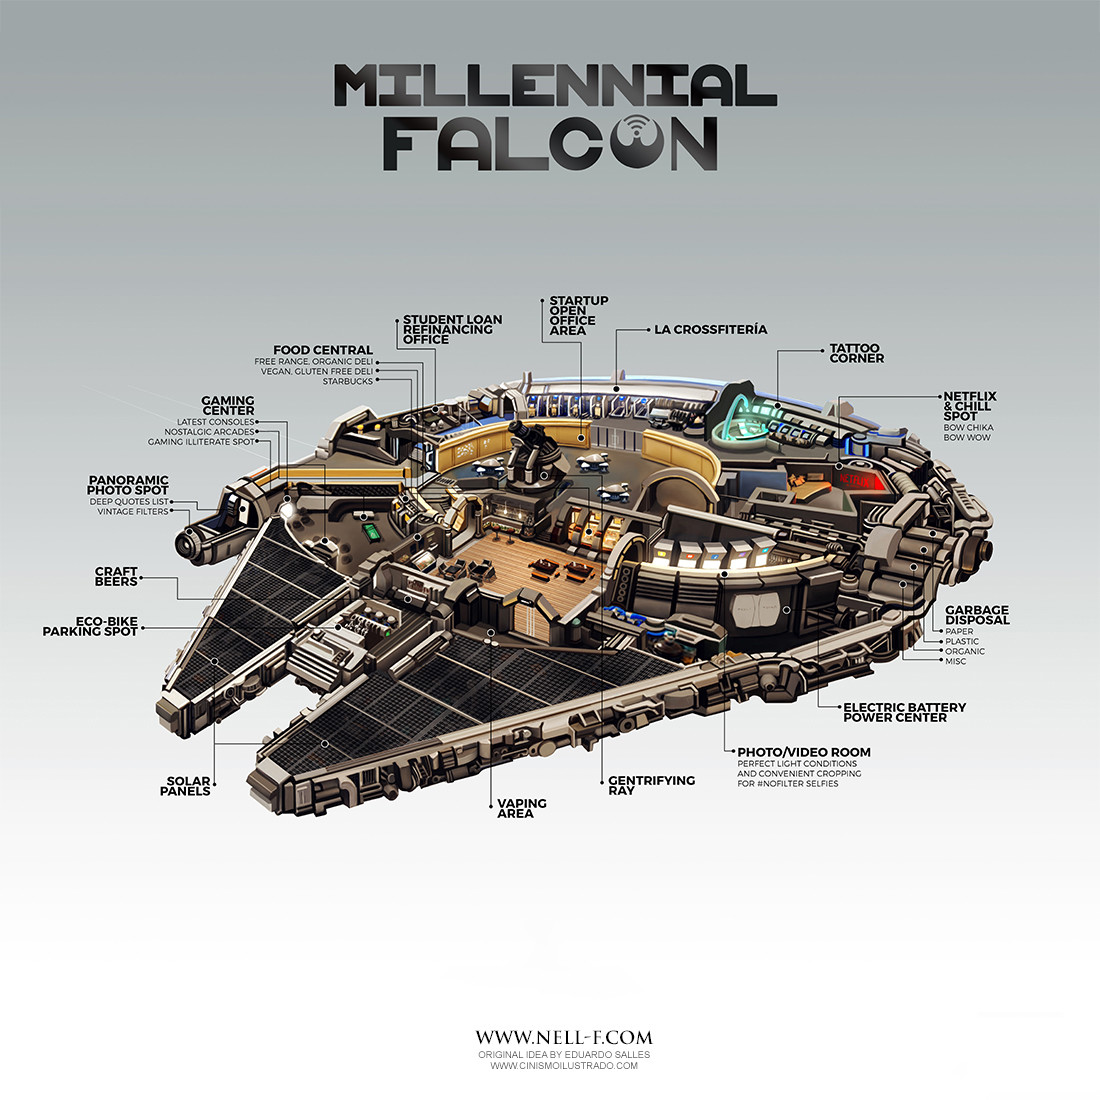 MILLENNIAL
FALCON
STARTUP
OPEN
OFFICE
AREA
STUDENT LOAN
REFINANCING
OFFICE
LA CROSSFITERÍA
FOOD CENTRAL
FREE RANGE, ORGANIC DELI
VEGAN, GLUTEN FREE DELI
STARBUCKS
TATTOO
CORNER
GAMING
CENTER
LATEST CONSOLES
NOSTALGIC ARCADES
GAMING ILLITERATE SPOT
NETFLIX
& CHILL
SPOT
BOW CHIKA
BOW WOW
PANORAMIC
PHOTO SPOT
DEEP QUOTES LIST
VINTAGE FILTERS
NETFLIX
CRAFT
BEERS
ECO-BIKE
PARKING SPOT
GARBAGE
DISPOSAL
PAPER
PLASTIC
ORGANIC
MISC
ELECTRIC BATTERY
POWER CENTER
PHOTO/VIDEO ROOM
PERFECT LIGHT CONDITIONS
AND CONVENIENT CROPPING
FOR #NOFILTER SELFIES
SOLAR
PANELS
GENTRIFYING
RAY
VAPING
AREA
WWW.NELL-F.COM
ORIGINAL IDEA BY EDUARDO SALLES
WWW.CINISMOILUSTRADO.COM